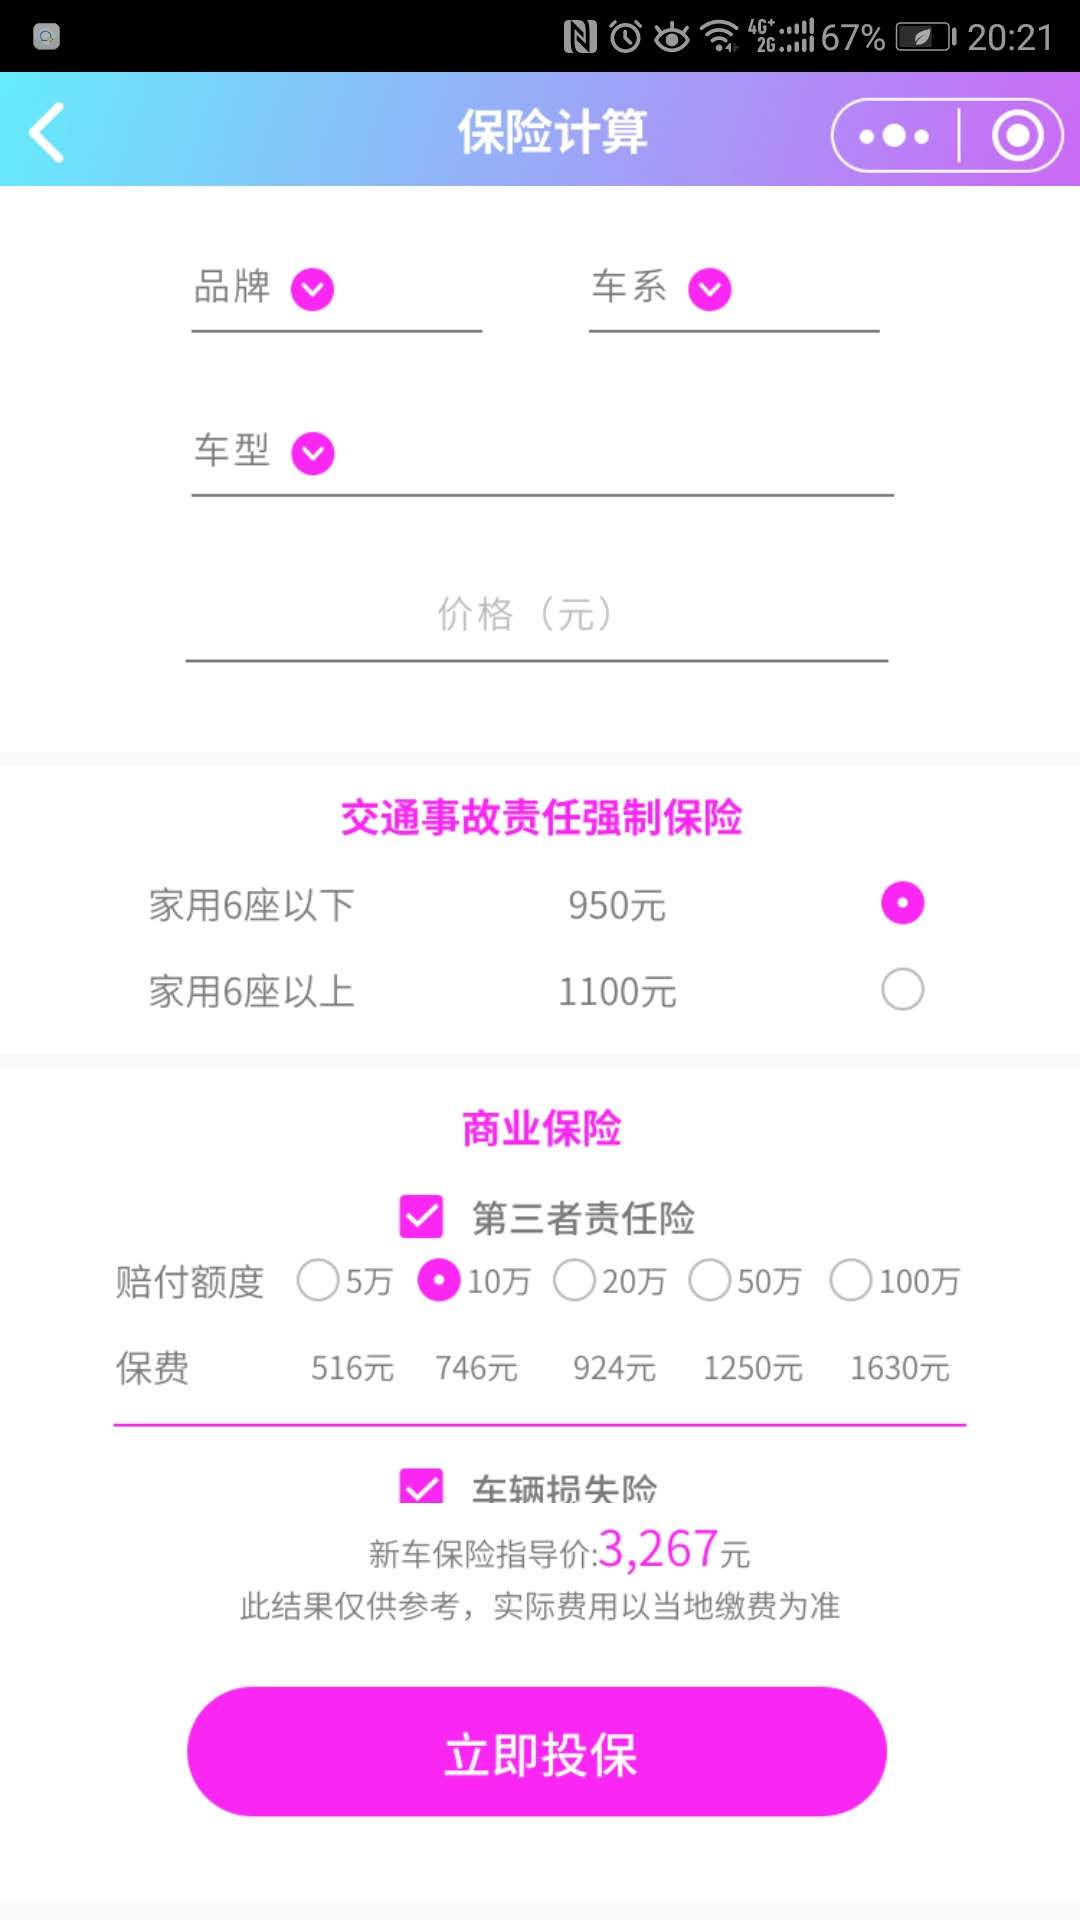 4G+ 2G 67% 20:21
保险计算
品牌 车系
车型
价格（元）
交通事故责任强制保险
家用6座以下 950元
家用6座以上 1100元
商业保险
第三者责任险
赔付额度 5万 10万 20万 50万 100万
保费 516元 746元 924元 1250元 1630元
车辆损失险
新车保险指导价:3,267元
此结果仅供参考，实际费用以当地缴费为准
立即投保